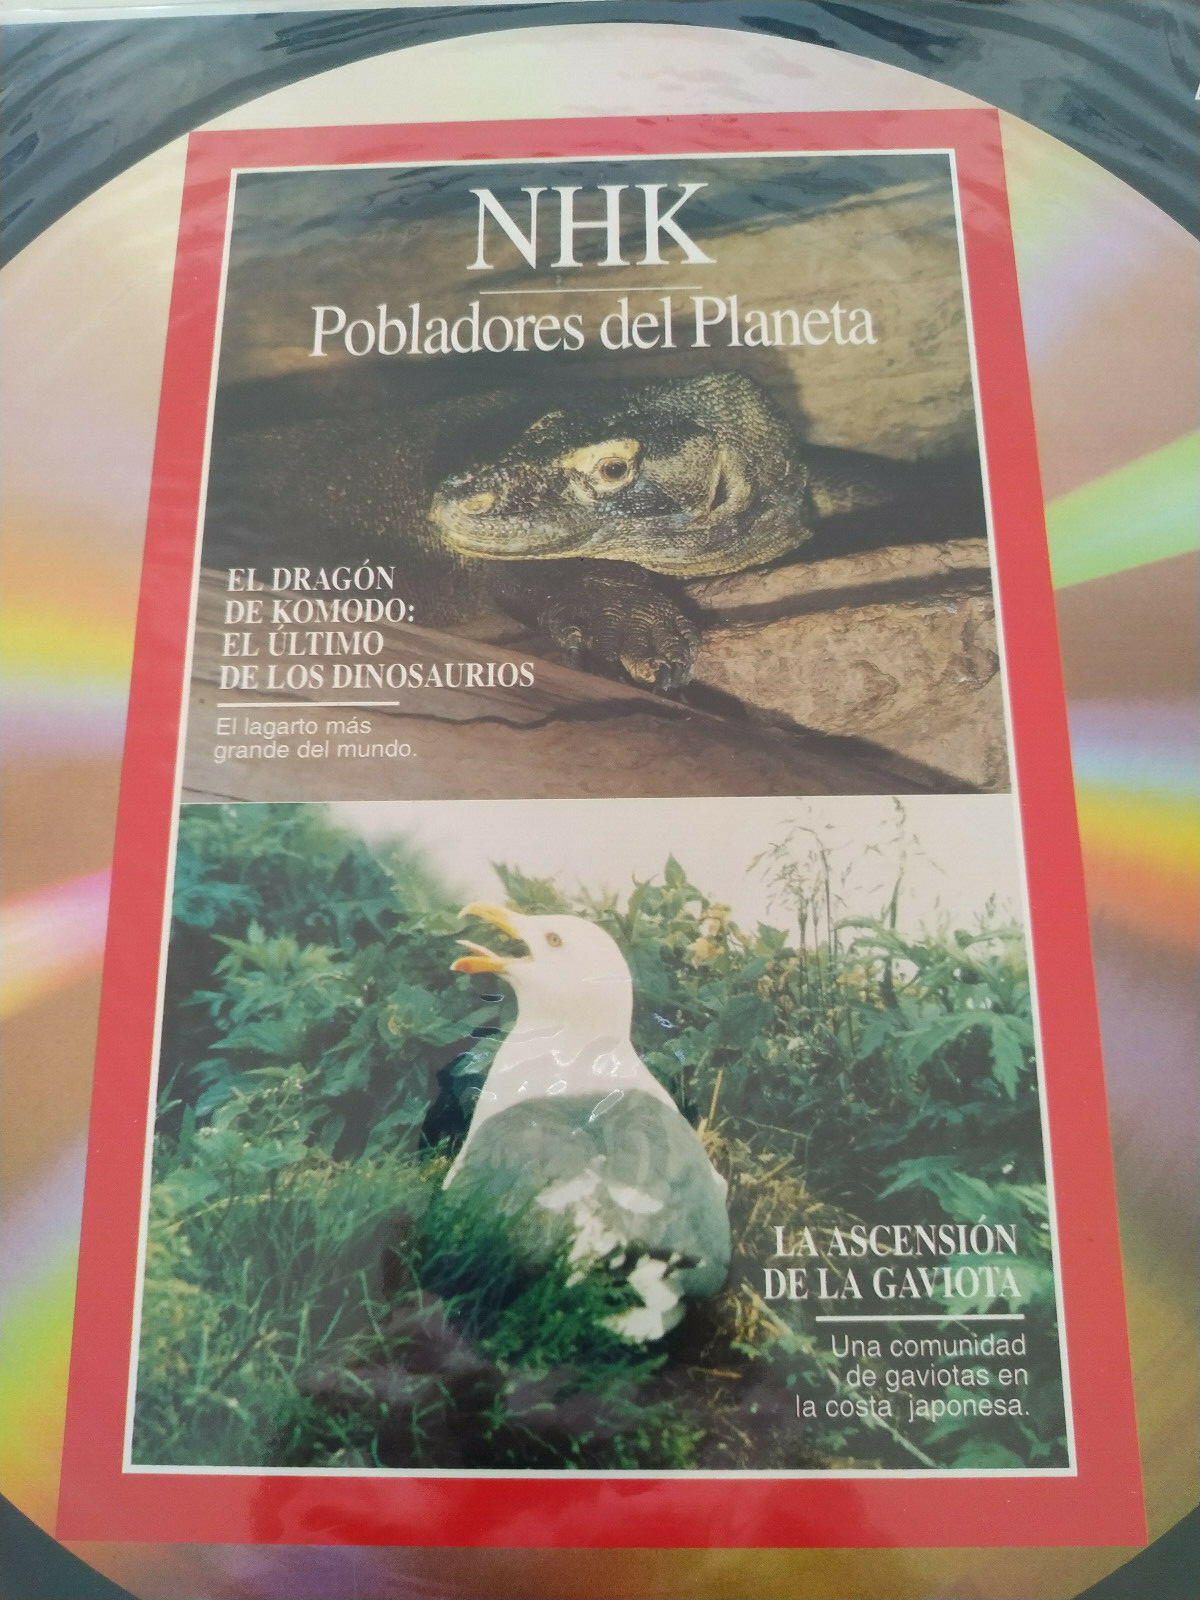 NHK
Pobladores del Planeta
EL DRAGÓN
DE KOMODO:
EL ÚLTIMO
DE LOS DINOSAURIOS
El lagarto más
grande del mundo.
LA ASCENSIÓN
DE LA GAVIOTA
Una comunidad
de gaviotas en
la costa japonesa.